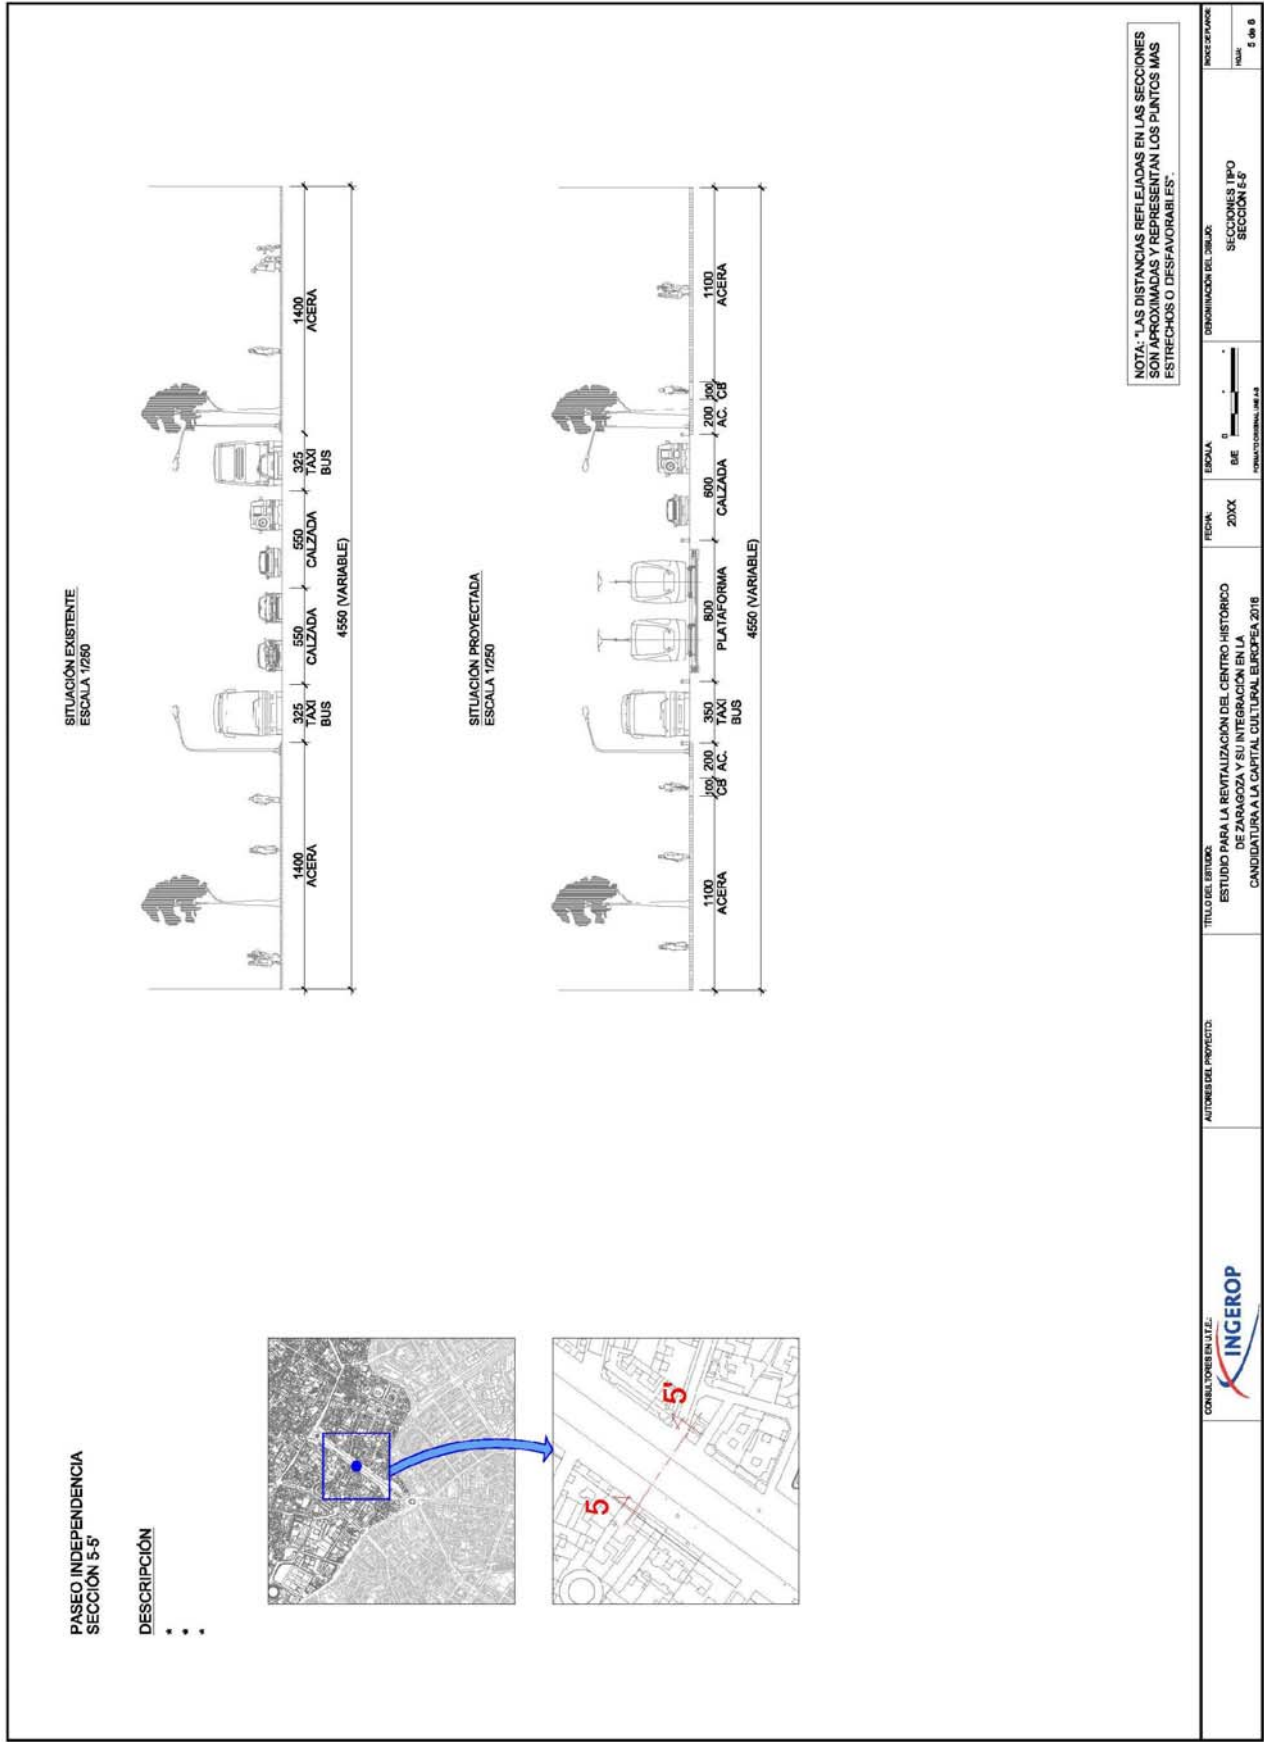 PASEO INDEPENDENCIA
SECCIÓN 5-5'
DESCRIPCIÓN
5
5'
SITUACIÓN EXISTENTE
ESCALA 1/250
1400
ACERA
325
TAXI
BUS
550
CALZADA
550
CALZADA
325
TAXI
BUS
1400
ACERA
4550 (VARIABLE)
SITUACIÓN PROYECTADA
ESCALA 1/250
1100
ACERA
100
CB
200
AC.
350
TAXI
BUS
800
PLATAFORMA
600
CALZADA
200
AC.
100
CB
1100
ACERA
4550 (VARIABLE)
NOTA: "LAS DISTANCIAS REFLEJADAS EN LAS SECCIONES
SON APROXIMADAS Y REPRESENTAN LOS PUNTOS MAS
ESTRECHOS O DESFAVORABLES".
CONSULTORES EN U.T.E.:
INGEROP
AUTORES DEL PROYECTO:
TÍTULO DEL ESTUDIO:
ESTUDIO PARA LA REVITALIZACIÓN DEL CENTRO HISTÓRICO
DE ZARAGOZA Y SU INTEGRACIÓN EN LA
CANDIDATURA A LA CAPITAL CULTURAL EUROPEA 2016
FECHA:
20XX
ESCALA:
DENOMINACIÓN DEL DIBUJO:
SECCIONES TIPO
SECCIÓN 5-5'
HOJA:
5 de 8